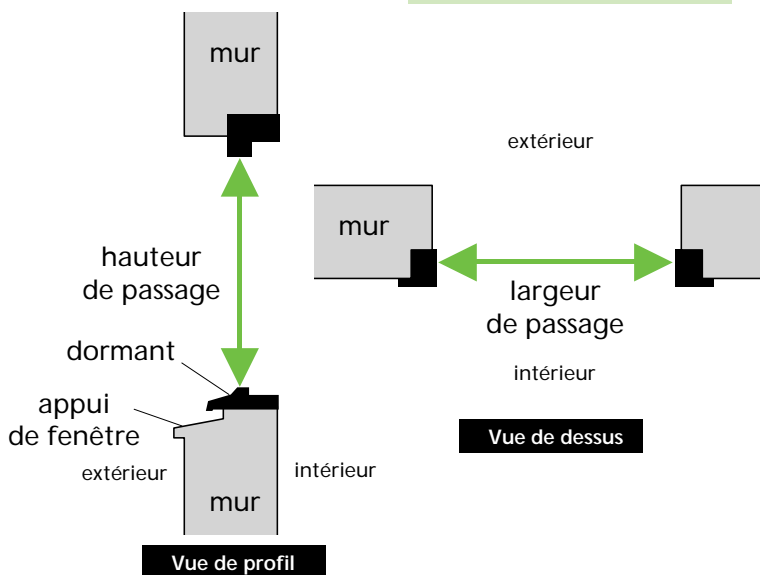 mur
hauteur
de passage
dormant
appui
de fenêtre
extérieur
intérieur
mur
Vue de profil
extérieur
mur
largeur
de passage
intérieur
Vue de dessus